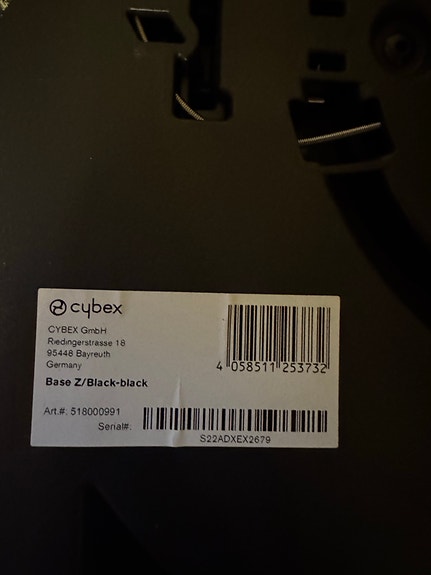 cybex
CYBEX GmbH
Riedingerstrasse 18
95448 Bayreuth
Germany
Base Z/Black-black
4 058511 253732
Art.#: 518000991
Serial#:
S22ADXEX2679